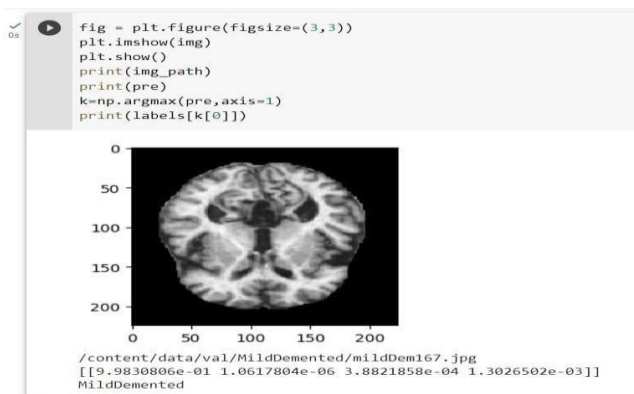 0s
fig = plt.figure(figsize=(3,3))
plt.imshow(img)
plt.show()
print(img_path)
print(pre)
k=np.argmax(pre,axis=1)
print(labels[k[0]])
0
50
100
150
200
0 50 100 150 200
/content/data/val/MildDemented/mildDem167.jpg
[[9.9830806e-01 1.0617804e-06 3.8821858e-04 1.3026502e-03]]
MildDemented